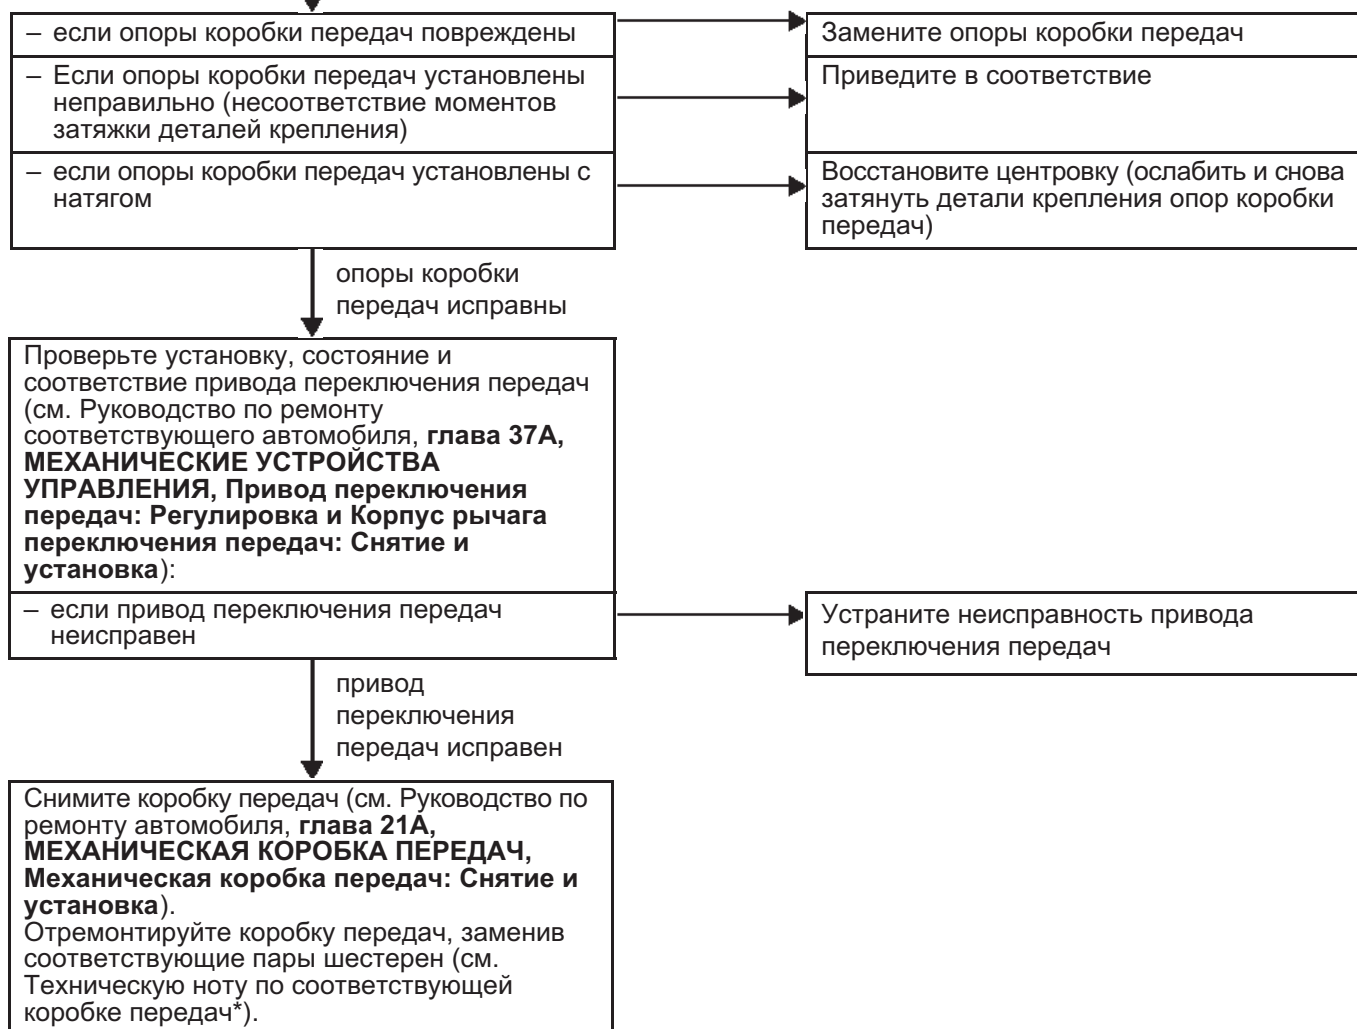 – если опоры коробки передач повреждены
Замените опоры коробки передач
– Если опоры коробки передач установлены
неправильно (несоответствие моментов
затяжки деталей крепления)
Приведите в соответствие
– если опоры коробки передач установлены с
натягом
Восстановите центровку (ослабить и снова
затянуть детали крепления опор коробки
передач)
опоры коробки
передач исправны
Проверьте установку, состояние и
соответствие привода переключения передач
(см. Руководство по ремонту
соответствующего автомобиля, глава 37A,
МЕХАНИЧЕСКИЕ УСТРОЙСТВА
УПРАВЛЕНИЯ, Привод переключения
передач: Регулировка и Корпус рычага
переключения передач: Снятие и
установка):
– если привод переключения передач
неисправен
Устраните неисправность привода
переключения передач
привод
переключения
передач исправен
Снимите коробку передач (см. Руководство по
ремонту автомобиля, глава 21A,
МЕХАНИЧЕСКАЯ КОРОБКА ПЕРЕДАЧ,
Механическая коробка передач: Снятие и
установка).
Отремонтируйте коробку передач, заменив
соответствующие пары шестерен (см.
Техническую ноту по соответствующей
коробке передач*).